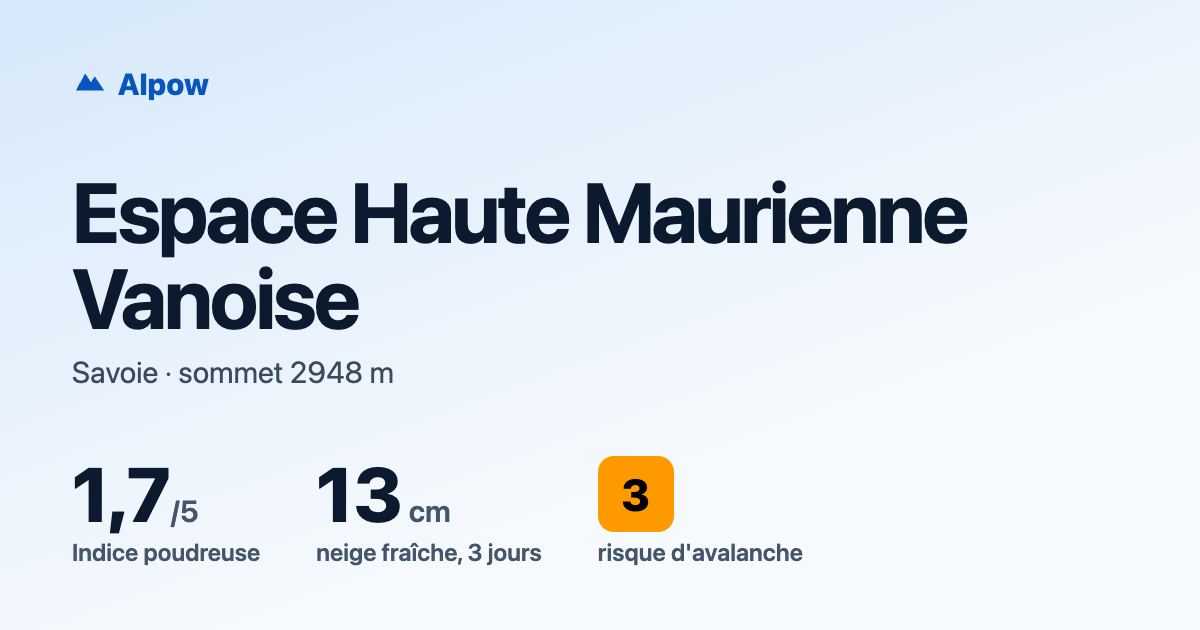 Alpow
Espace Haute Maurienne
Vanoise
Savoie · sommet 2948 m
1,7/5
Indice poudreuse
13 cm
neige fraîche, 3 jours
3
risque d'avalanche